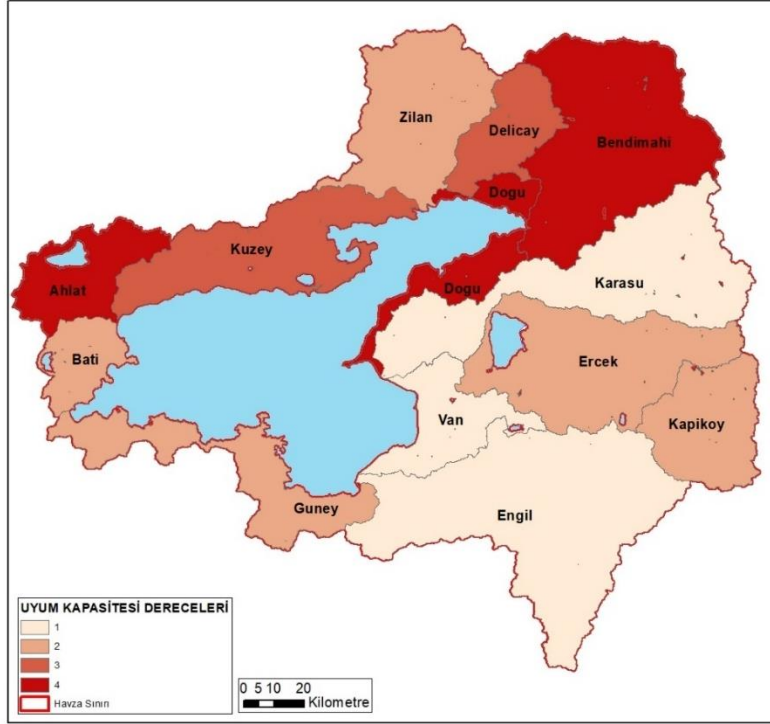 Zilan
Delicay
Bendimahi
Dogu
Kuzey
Ahlat
Dogu
Karasu
Bati
Ercek
Van
Kapikoy
Guney
Engil
UYUM KAPASİTESİ DERECELERİ
1
2
3
4
Havza Sınırı
0 5 10 20
Kilometre